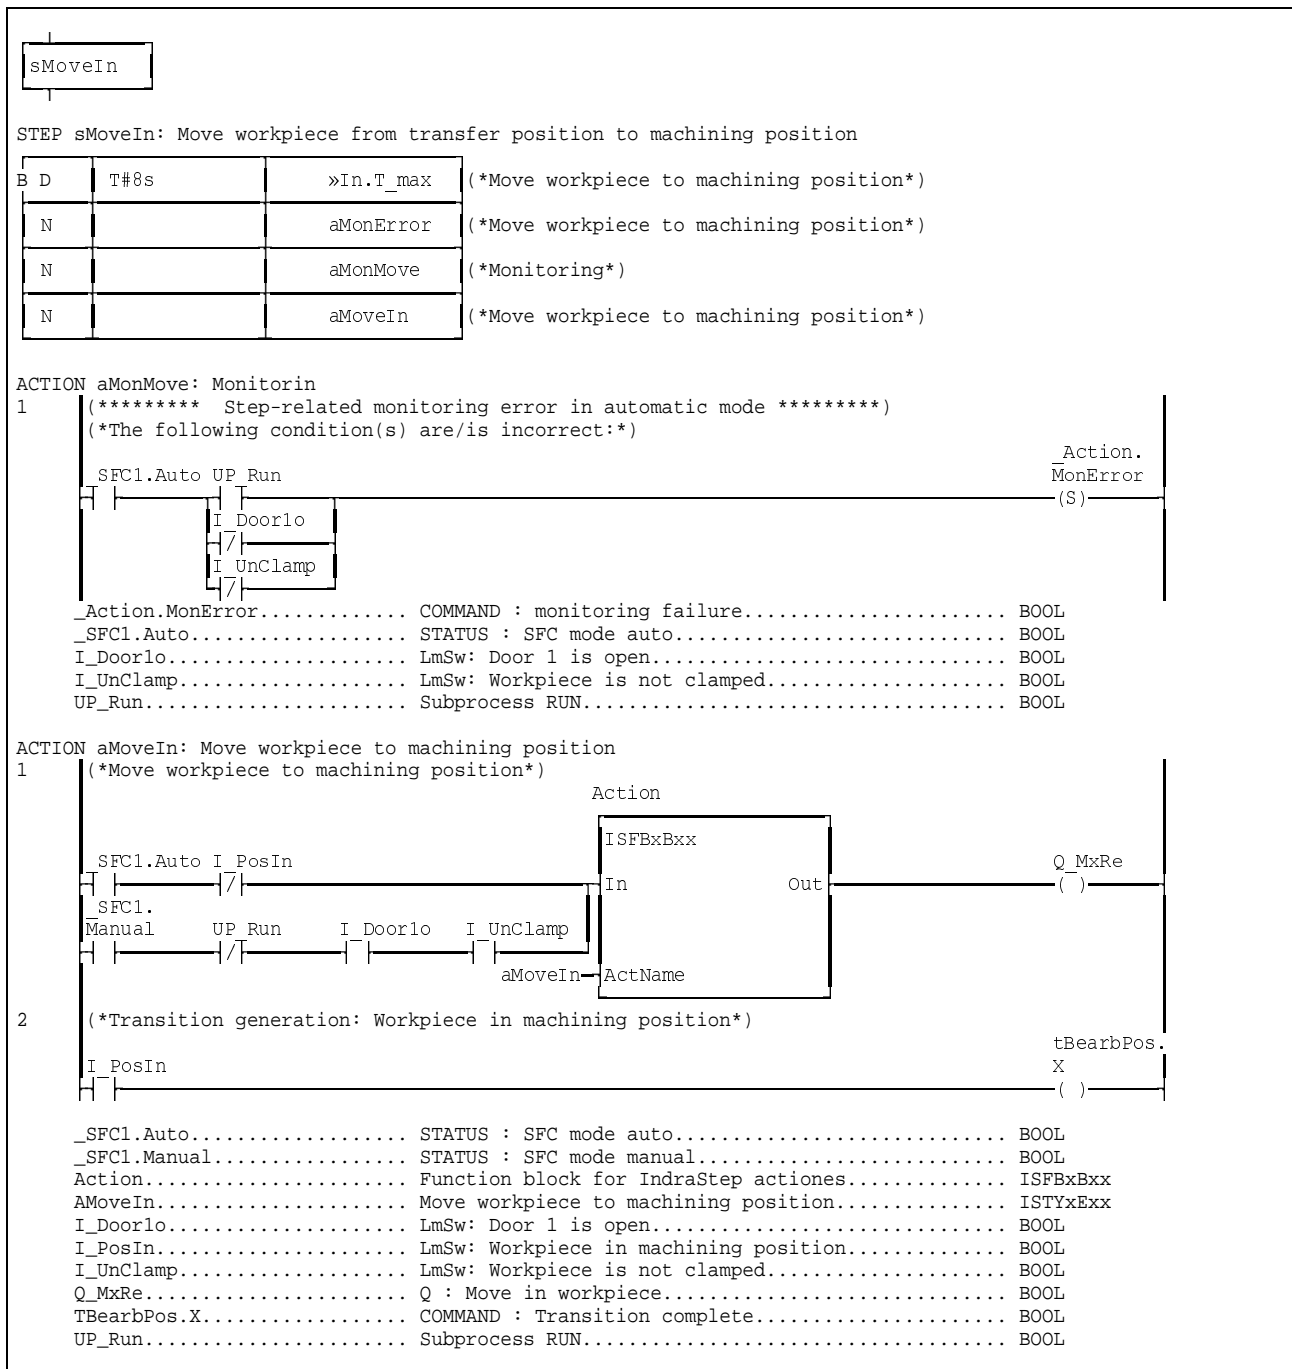 sMoveIn
STEP sMoveIn: Move workpiece from transfer position to machining position
B D T#8s »In.T_max (*Move workpiece to machining position*)
N aMonError (*Move workpiece to machining position*)
N aMonMove (*Monitoring*)
N aMoveIn (*Move workpiece to machining position*)
ACTION aMonMove: Monitorin
1 (********* Step-related monitoring error in automatic mode *********)
(*The following condition(s) are/is incorrect:*)
_Action.
_SFC1.Auto UP_Run MonError
(S)
I_Door1o
/
I_UnClamp
/
_Action.MonError............. COMMAND : monitoring failure....................... BOOL
_SFC1.Auto................... STATUS : SFC mode auto............................. BOOL
I_Door1o..................... LmSw: Door 1 is open............................... BOOL
I_UnClamp.................... LmSw: Workpiece is not clamped..................... BOOL
UP_Run....................... Subprocess RUN..................................... BOOL
ACTION aMoveIn: Move workpiece to machining position
1 (*Move workpiece to machining position*)
Action
ISFBxBxx
_SFC1.Auto I_PosIn Q_MxRe
/ In Out ( )
_SFC1.
Manual UP_Run I_Door1o I_UnClamp
/
aMoveIn ActName
2 (*Transition generation: Workpiece in machining position*)
tBearbPos.
I_PosIn X
( )
_SFC1.Auto................... STATUS : SFC mode auto............................. BOOL
_SFC1.Manual................. STATUS : SFC mode manual........................... BOOL
Action....................... Function block for IndraStep actiones.............. ISFBxBxx
AMoveIn...................... Move workpiece to machining position............... ISTYxExx
I_Door1o..................... LmSw: Door 1 is open............................... BOOL
I_PosIn...................... LmSw: Workpiece in machining position.............. BOOL
I_UnClamp.................... LmSw: Workpiece is not clamped..................... BOOL
Q_MxRe....................... Q : Move in workpiece.............................. BOOL
TBearbPos.X.................. COMMAND : Transition complete...................... BOOL
UP_Run....................... Subprocess RUN..................................... BOOL